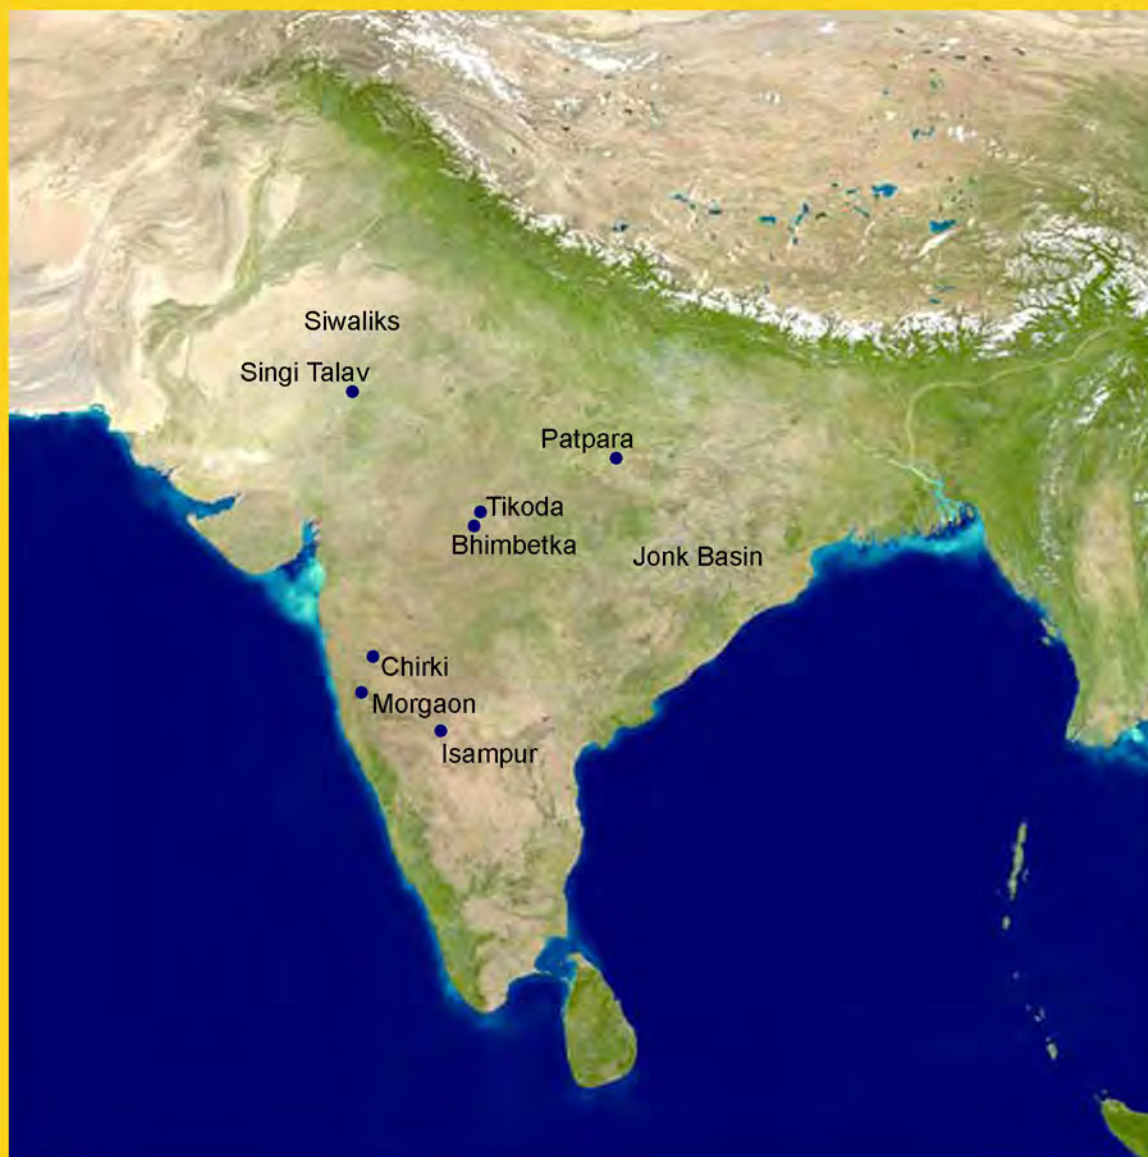 Siwaliks
Singi Talav
Patpara
Tikoda
Bhimbetka
Jonk Basin
Chirki
Morgaon
Isampur